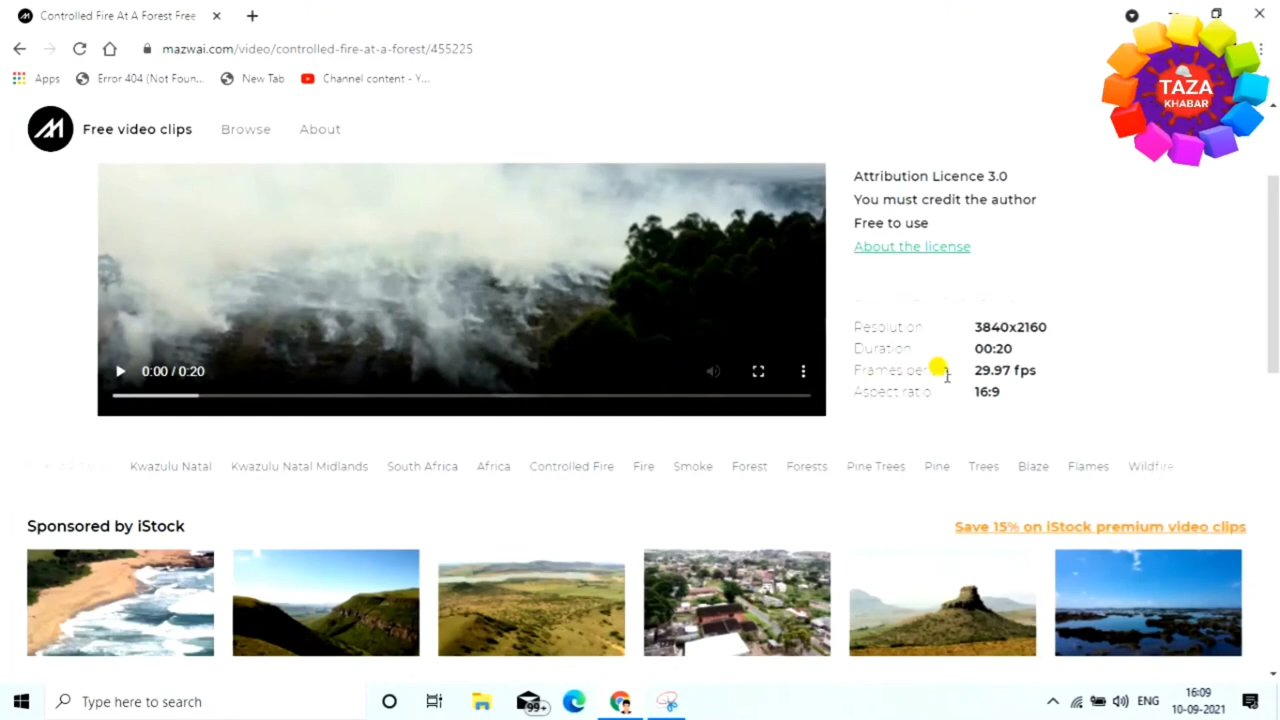 Controlled Fire At A Forest Free
mazwai.com/video/controlled-fire-at-a-forest/455225
Apps Error 404 (Not Foun... New Tab Channel content - Y...
TAZA
KHABAR
Free video clips Browse About
Attribution Licence 3.0
You must credit the author
Free to use
About the license
Resolution 3840x2160
Duration 00:20
Frames per 29.97 fps
Aspect ratio 16:9
0:00 / 0:20
Kwazulu Natal Kwazulu Natal Midlands South Africa Africa Controlled Fire Fire Smoke Forest Forests Pine Trees Pine Trees Blaze Flames Wildfire
Sponsored by iStock Save 15% on iStock premium video clips
Type here to search 99+ ENG 16:09
10-09-2021